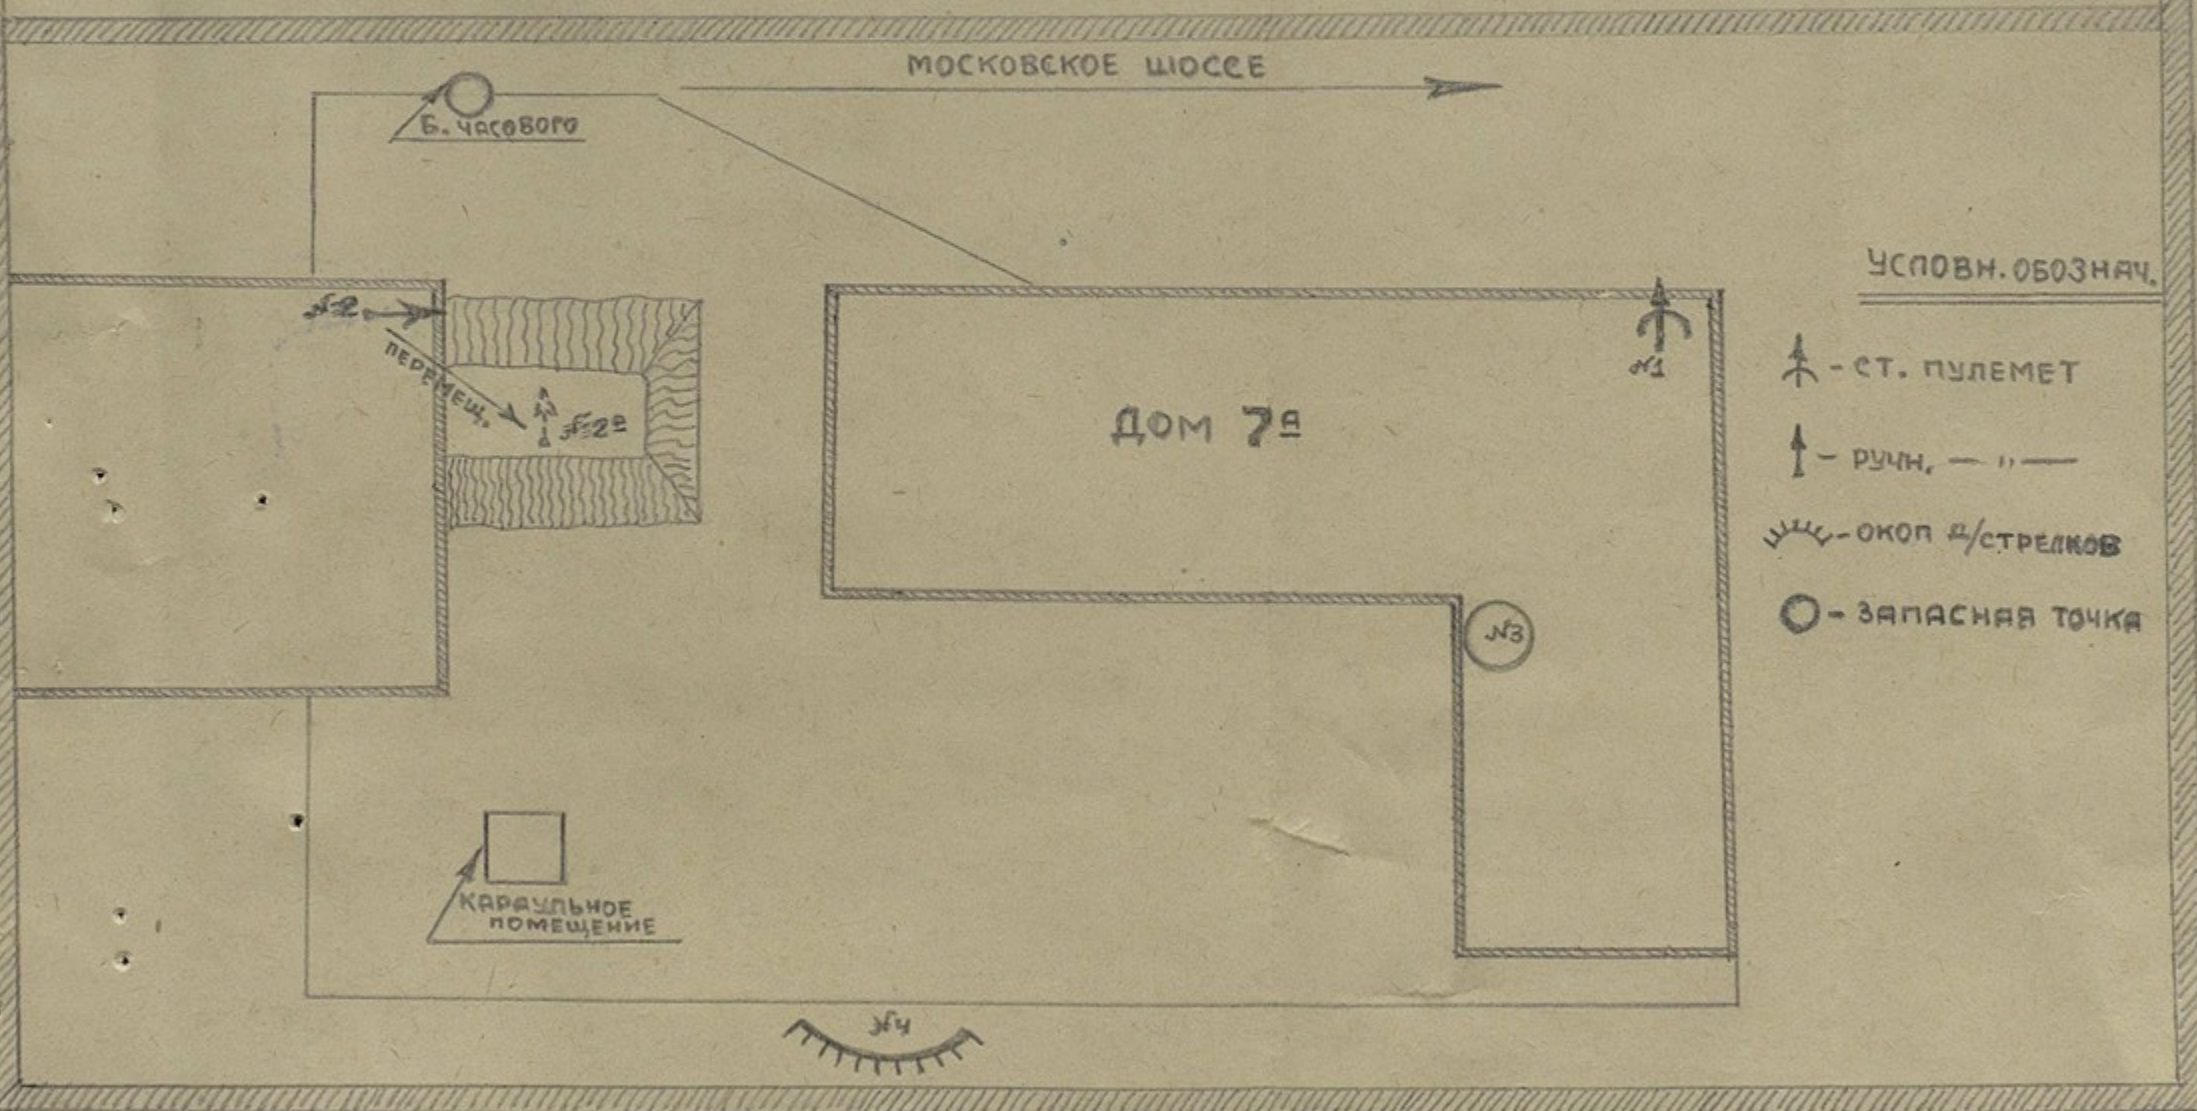 МОСКОВСКОЕ ШОССЕ
Б. ЧАСОВОГО
УСЛОВН. ОБОЗНАЧ.
№2
ПЕРЕМЕЩ.
№2а
№1
ДОМ 7А
- СТ. ПУЛЕМЕТ
- РУЧН. — " —
- ОКОП Д/СТРЕЛКОВ
- ЗАПАСНАЯ ТОЧКА
№3
КАРАУЛЬНОЕ
ПОМЕЩЕНИЕ
№4